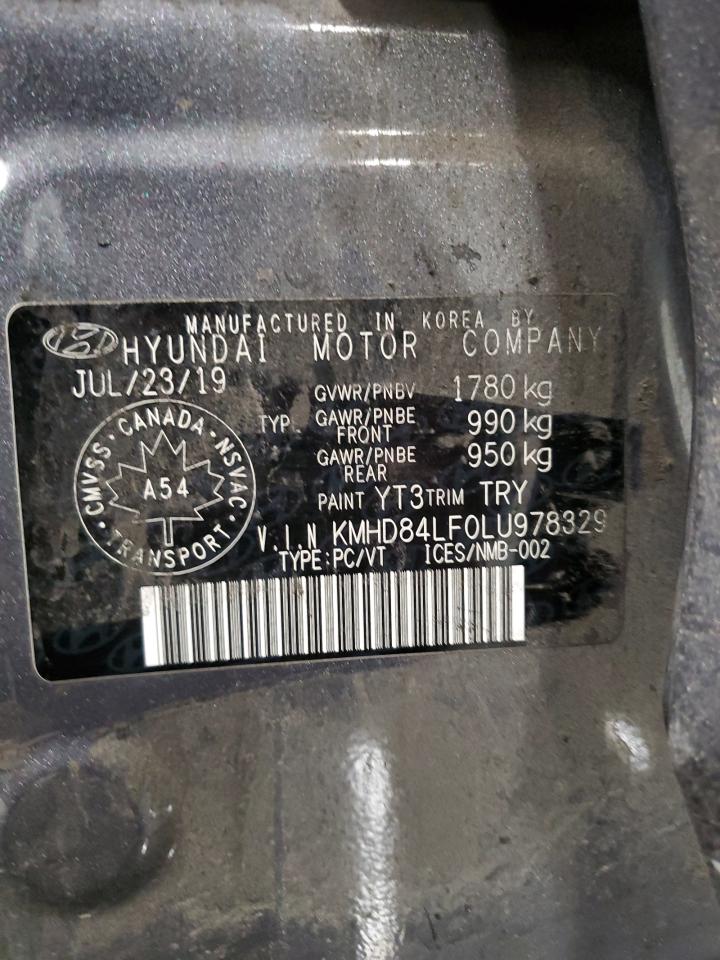 MANUFACTURED IN KOREA BY
HYUNDAI MOTOR COMPANY
JUL/23/19
GVWR/PNBV 1780 kg
TYP. GAWR/PNBE FRONT 990 kg
GAWR/PNBE REAR 950 kg
PAINT YT3 TRIM TRY
CMVSS · CANADA · NSVAC · TRANSPORT ·
A54
V.I.N KMHD84LF0LU978329
TYPE:PC/VT ICES/NMB-002